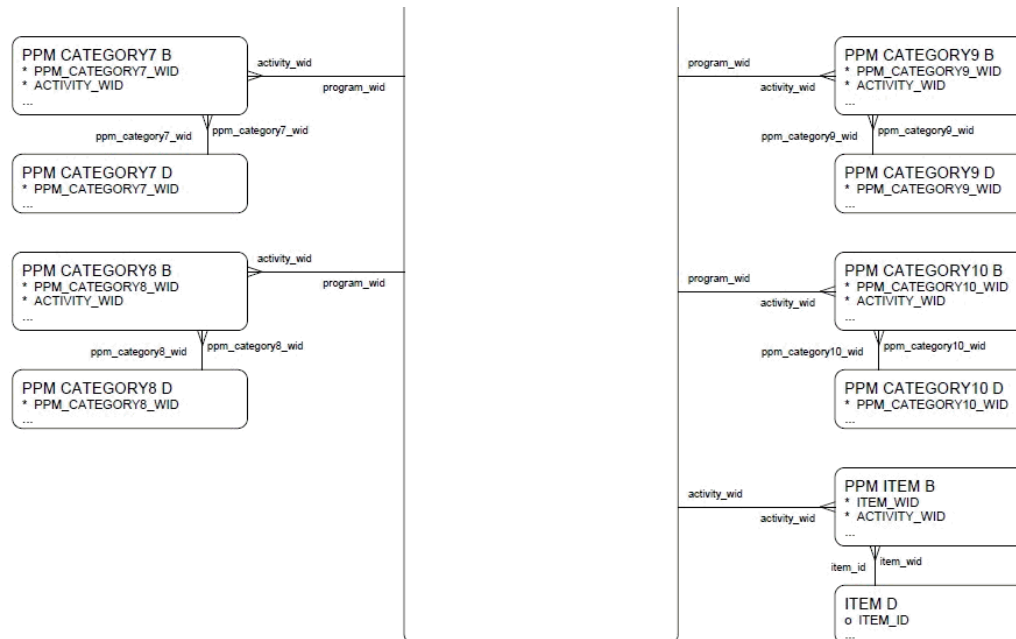 PPM CATEGORY7 B
* PPM_CATEGORY7_WID
* ACTIVITY_WID
...
activity_wid
program_wid
ppm_category7_wid
ppm_category7_wid
PPM CATEGORY7 D
* PPM_CATEGORY7_WID
...
PPM CATEGORY8 B
* PPM_CATEGORY8_WID
* ACTIVITY_WID
...
activity_wid
program_wid
ppm_category8_wid
ppm_category8_wid
PPM CATEGORY8 D
* PPM_CATEGORY8_WID
...
program_wid
activity_wid
PPM CATEGORY9 B
* PPM_CATEGORY9_WID
* ACTIVITY_WID
...
ppm_category9_wid
ppm_category9_wid
PPM CATEGORY9 D
* PPM_CATEGORY9_WID
...
program_wid
activity_wid
PPM CATEGORY10 B
* PPM_CATEGORY10_WID
* ACTIVITY_WID
...
ppm_category10_wid
ppm_category10_wid
PPM CATEGORY10 D
* PPM_CATEGORY10_WID
...
activity_wid
activity_wid
PPM ITEM B
* ITEM_WID
* ACTIVITY_WID
...
item_id
item_wid
ITEM D
o ITEM_ID
...